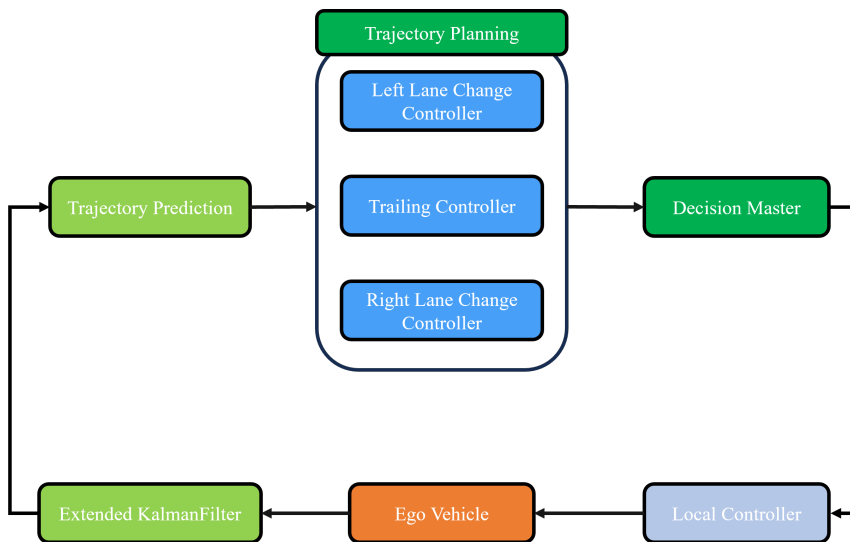 Trajectory Planning
Left Lane Change
Controller
Trajectory Prediction
Trailing Controller
Decision Master
Right Lane Change
Controller
Extended KalmanFilter
Ego Vehicle
Local Controller